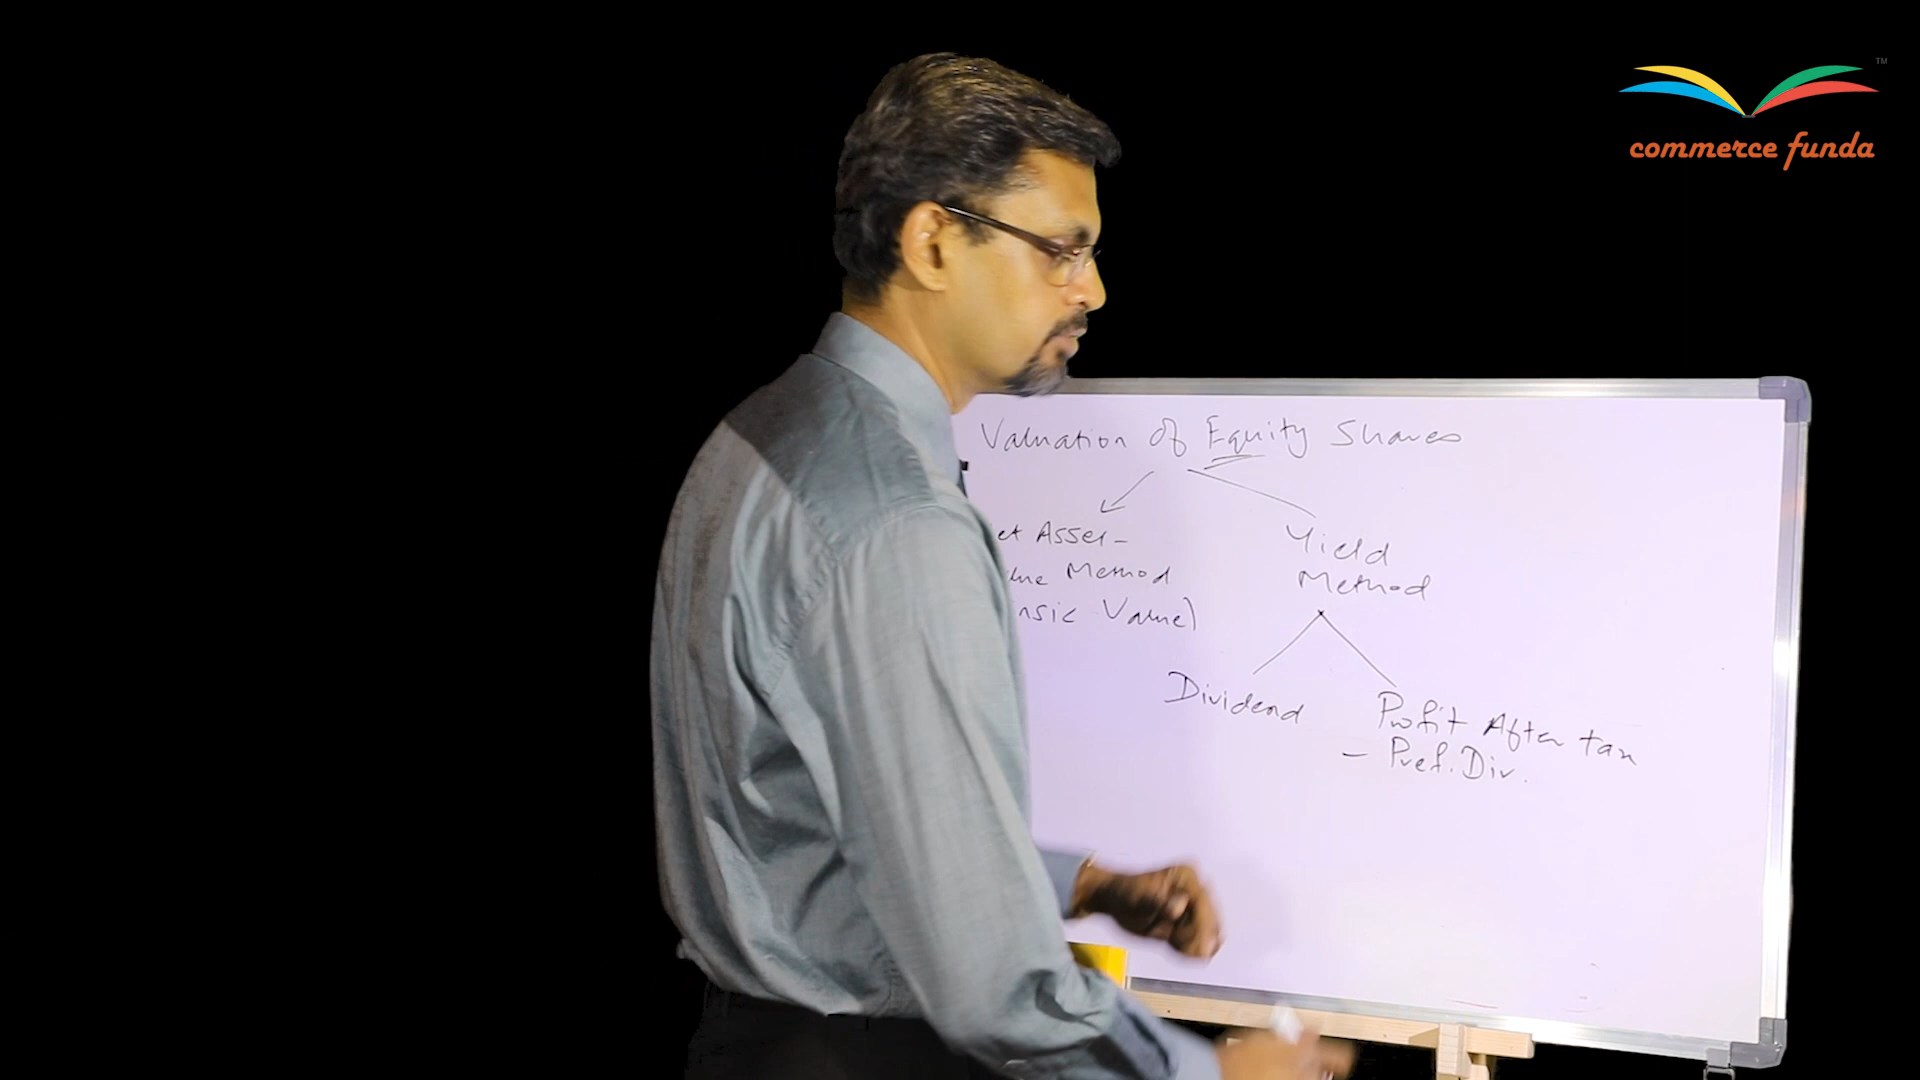 TM
commerce funda
Valuation of Equity Shares
et Asset
Yield
lue Method
Method
nsic Value)
Dividend
Profit After tax
- Pref. Div.